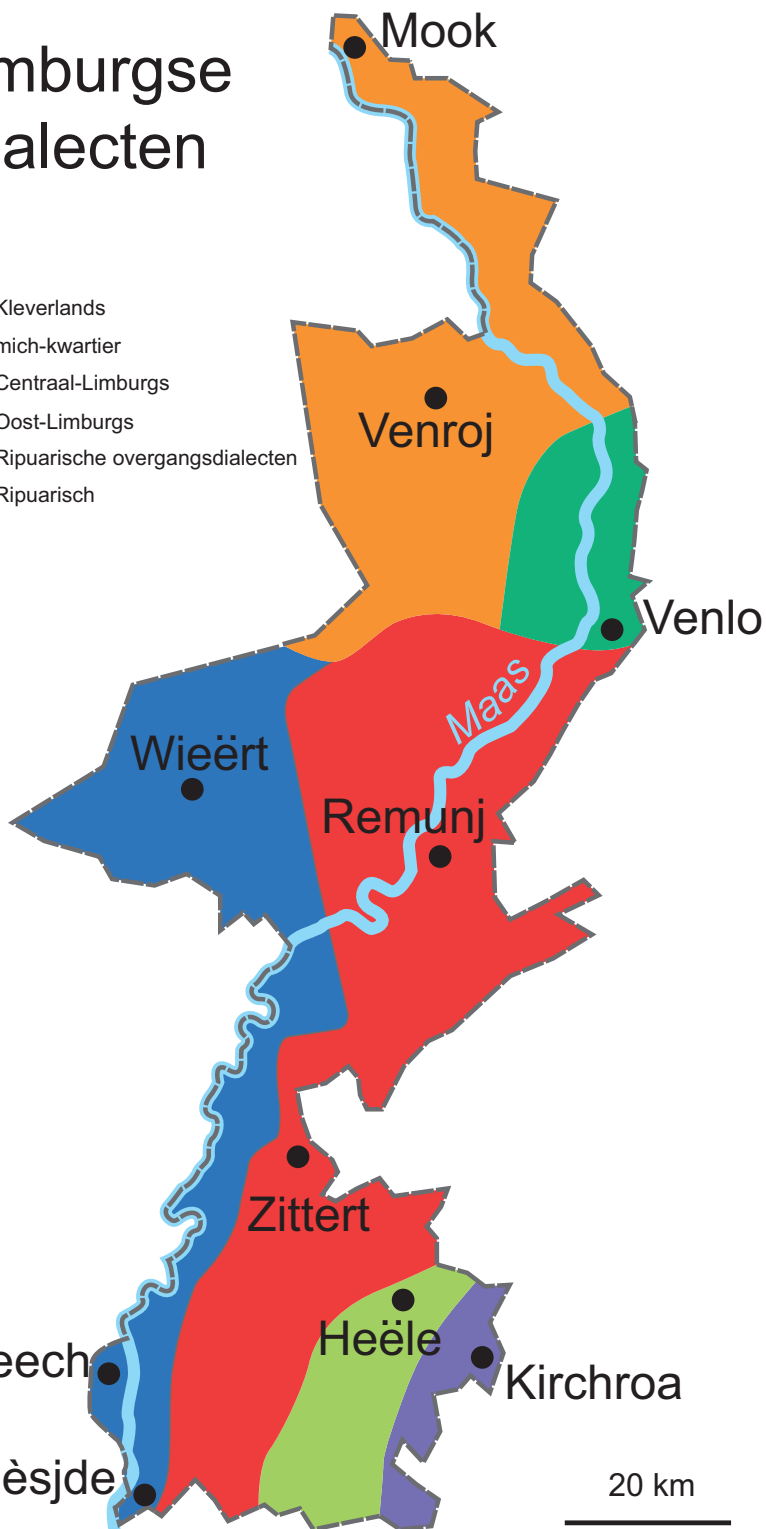 mburgse
alecten
Kleverlands
mich-kwartier
Centraal-Limburgs
Oost-Limburgs
Ripuarische overgangsdialecten
Ripuarisch
Mook
Venroj
Venlo
Maas
Wieërt
Remunj
Zittert
Heële
eech
Kirchroa
èsjde
20 km